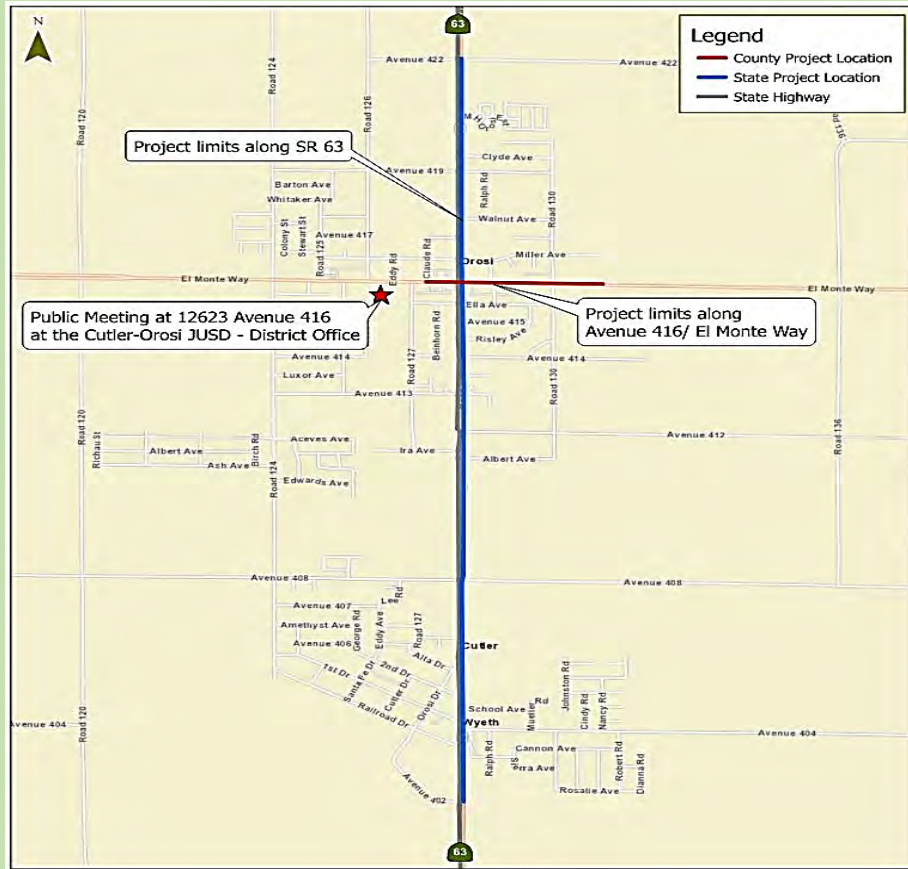 N
63
Legend
County Project Location
State Project Location
State Highway
Avenue 422
Avenue 422
Road 120
Road 124
Road 126
Project limits along SR 63
Clyde Ave
Avenue 419
Ralph Rd
Road 130
Barton Ave
Whitaker Ave
Walnut Ave
Colony St
Stewart St
Avenue 417
Road 125
Eddy Rd
Claude Rd
Orosi
Miller Ave
El Monte Way
El Monte Way
Public Meeting at 12623 Avenue 416
at the Cutler-Orosi JUSD - District Office
Project limits along
Avenue 416/ El Monte Way
Ella Ave
Avenue 415
Risley Ave
Beinhorn Rd
Road 127
Avenue 414
Avenue 414
Luxor Ave
Avenue 413
Road 130
Road 120
Richau St
Albert Ave
Ash Ave
Birch Rd
Aceves Ave
Road 124
Edwards Ave
Ira Ave
Avenue 412
Albert Ave
Road 136
Avenue 408
Avenue 408
Avenue 407
Lee Rd
Amethyst Ave
Avenue 406
George Rd
Eddy Ave
Road 127
Cutler
Alta Dr
1st Dr
2nd Dr
Santa Fe Dr
Cutler Dr
Orosi Dr
Railroad Dr
School Ave
Mueller Rd
Johnston Rd
Cindy Rd
Nancy Rd
Wyeth
Avenue 404
Road 120
Avenue 404
Ralph Rd
Cannon Ave
Robert Rd
Dianna Rd
Rosalie Ave
Avenue 402
63